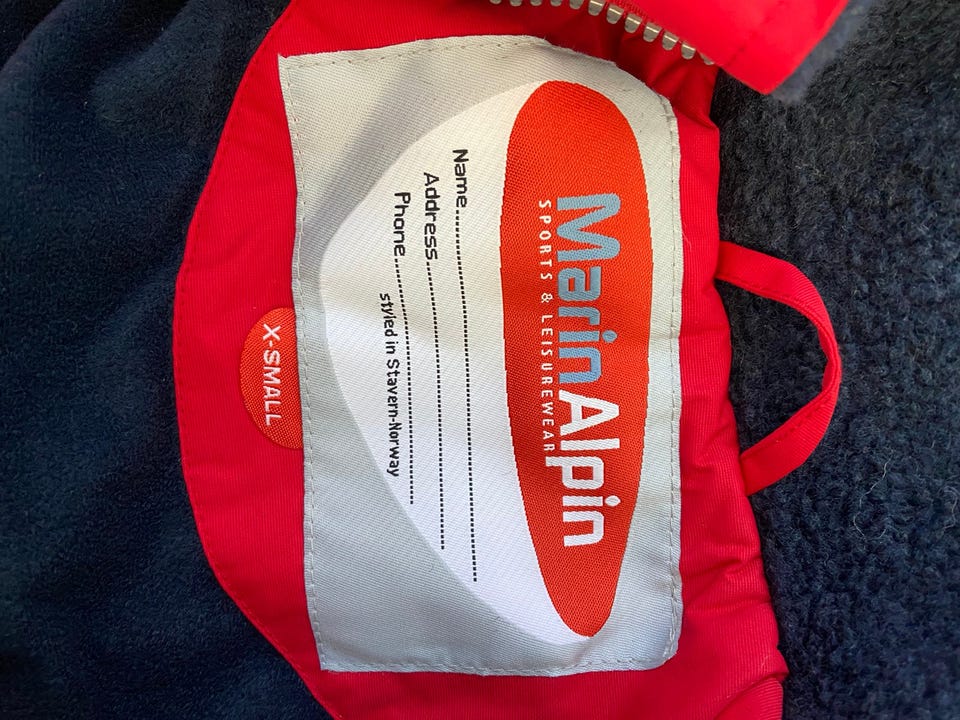 MarinAlpin
SPORTS & LEISUREWEAR
Name........................................
Address........................................
Phone........................................
styled in Stavern-Norway
X-SMALL